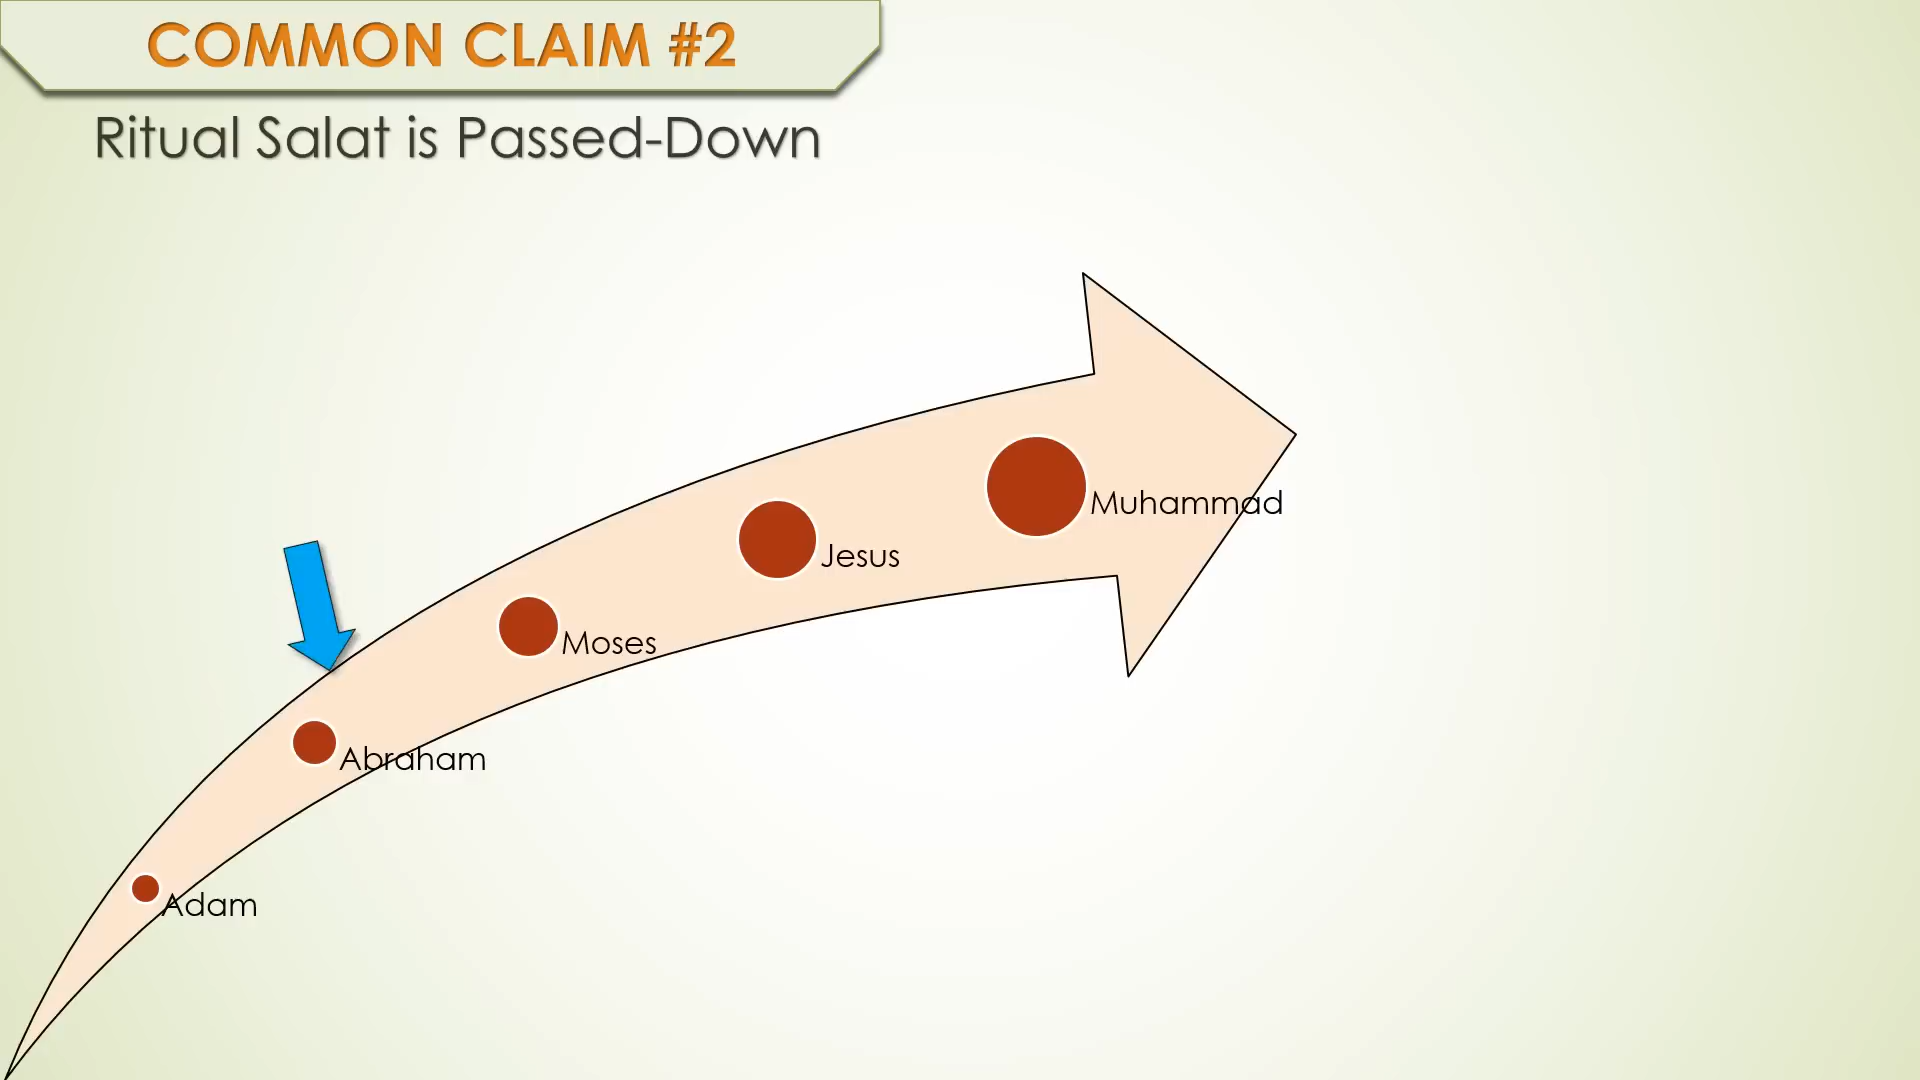 COMMON CLAIM #2
Ritual Salat is Passed-Down
Muhammad
Jesus
Moses
Abraham
Adam